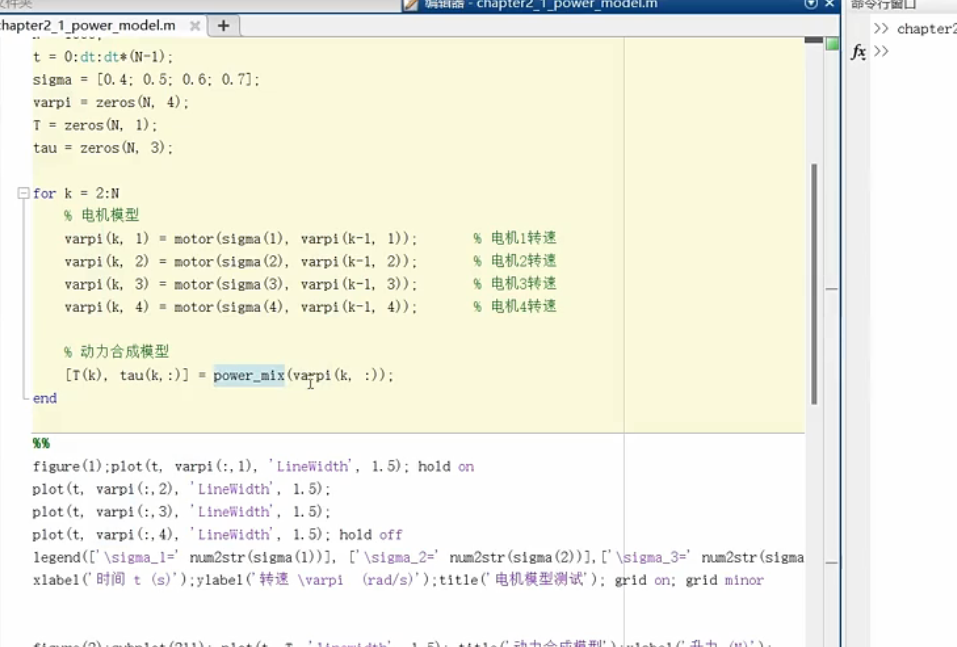 文件夹
编辑器 - chapter2_1_power_model.m
命令行窗口
chapter2_1_power_model.m × +
>> chapter2
fx >>
t = 0:dt:dt*(N-1);
sigma = [0.4; 0.5; 0.6; 0.7];
varpi = zeros(N, 4);
T = zeros(N, 1);
tau = zeros(N, 3);
for k = 2:N
% 电机模型
varpi(k, 1) = motor(sigma(1), varpi(k-1, 1)); % 电机1转速
varpi(k, 2) = motor(sigma(2), varpi(k-1, 2)); % 电机2转速
varpi(k, 3) = motor(sigma(3), varpi(k-1, 3)); % 电机3转速
varpi(k, 4) = motor(sigma(4), varpi(k-1, 4)); % 电机4转速
% 动力合成模型
[T(k), tau(k,:)] = power_mix(varpi(k, :));
end
%%
figure(1);plot(t, varpi(:,1), 'LineWidth', 1.5); hold on
plot(t, varpi(:,2), 'LineWidth', 1.5);
plot(t, varpi(:,3), 'LineWidth', 1.5);
plot(t, varpi(:,4), 'LineWidth', 1.5); hold off
legend(['\sigma_1=' num2str(sigma(1))], ['\sigma_2=' num2str(sigma(2))],['\sigma_3=' num2str(sigma
xlabel('时间 t (s)');ylabel('转速 \varpi (rad/s)');title('电机模型测试'); grid on; grid minor